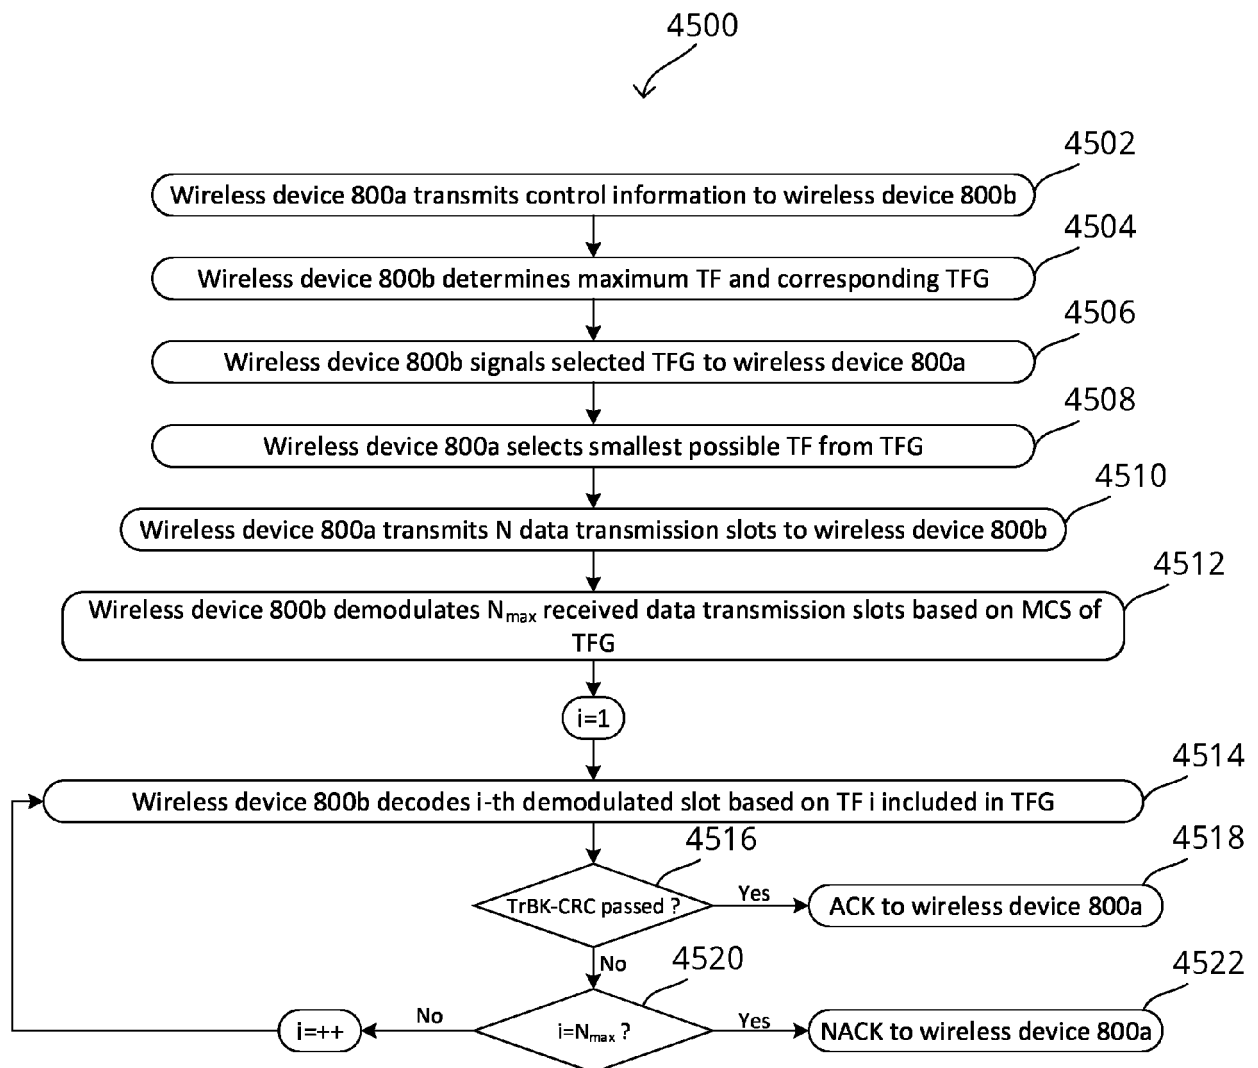 4500
4502
Wireless device 800a transmits control information to wireless device 800b
4504
Wireless device 800b determines maximum TF and corresponding TFG
4506
Wireless device 800b signals selected TFG to wireless device 800a
4508
Wireless device 800a selects smallest possible TF from TFG
4510
Wireless device 800a transmits N data transmission slots to wireless device 800b
4512
Wireless device 800b demodulates Nmax received data transmission slots based on MCS of
TFG
i=1
4514
Wireless device 800b decodes i-th demodulated slot based on TF i included in TFG
4516
4518
TrBK-CRC passed ?
Yes
ACK to wireless device 800a
No
4520
4522
i=++
No
i=Nmax ?
Yes
NACK to wireless device 800a